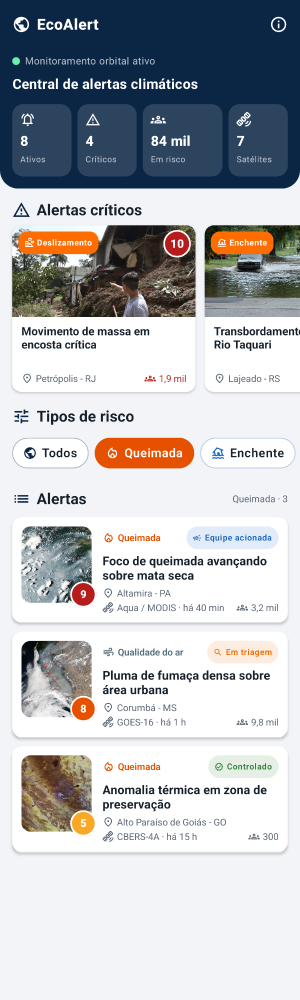 EcoAlert
Monitoramento orbital ativo
Central de alertas climáticos
8
Ativos
4
Críticos
84 mil
Em risco
7
Satélites
Alertas críticos
Deslizamento
10
Movimento de massa em
encosta crítica
Petrópolis - RJ
1,9 mil
Enchente
Transbordamento
Rio Taquari
Lajeado - RS
Tipos de risco
Todos
Queimada
Enchente
Alertas
Queimada · 3
Queimada
Equipe acionada
Foco de queimada avançando
sobre mata seca
Altamira - PA
Aqua / MODIS · há 40 min
3,2 mil
9
Qualidade do ar
Em triagem
Pluma de fumaça densa sobre
área urbana
Corumbá - MS
GOES-16 · há 1 h
9,8 mil
8
Queimada
Controlado
Anomalia térmica em zona de
preservação
Alto Paraíso de Goiás - GO
CBERS-4A · há 15 h
300
5